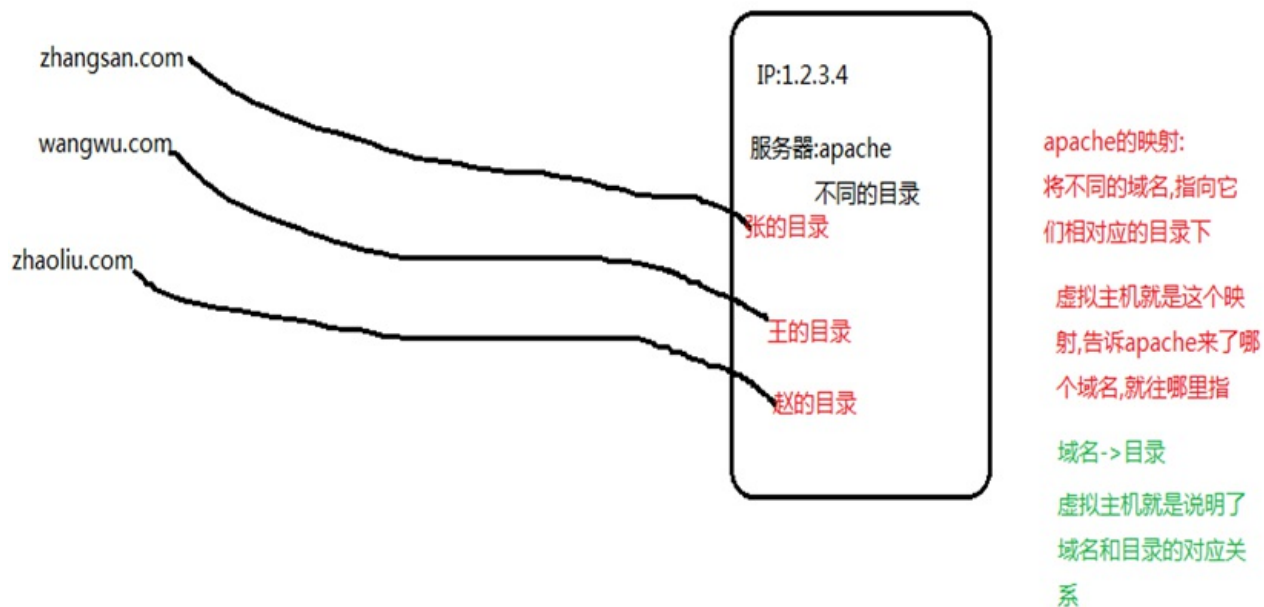 zhangsan.com
wangwu.com
zhaoliu.com
IP:1.2.3.4
服务器:apache
不同的目录
张的目录
王的目录
赵的目录
apache的映射:
将不同的域名,指向它
们相对应的目录下
虚拟主机就是这个映
射,告诉apache来了哪
个域名,就往哪里指
域名->目录
虚拟主机就是说明了
域名和目录的对应关
系